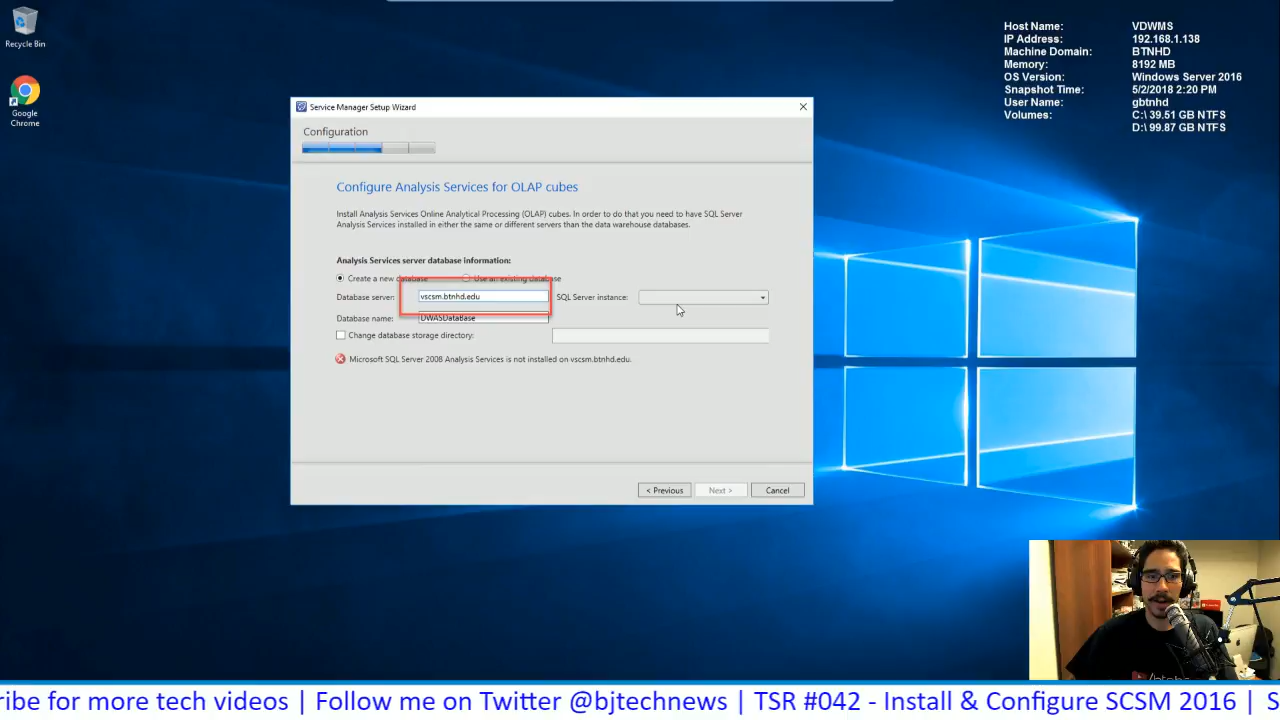 Recycle Bin
Google
Chrome
Host Name: VDWMS
IP Address: 192.168.1.138
Machine Domain: BTNHD
Memory: 8192 MB
OS Version: Windows Server 2016
Snapshot Time: 5/2/2018 2:20 PM
User Name: gbtnhd
Volumes: C:\ 39.51 GB NTFS
D:\ 99.87 GB NTFS
Service Manager Setup Wizard
Configuration
Configure Analysis Services for OLAP cubes
Install Analysis Services Online Analytical Processing (OLAP) cubes. In order to do that you need to have SQL Server
Analysis Services installed in either the same or different servers than the data warehouse databases.
Analysis Services server database information:
Create a new database Use an existing database
Database server: vscsm.btnhd.edu SQL Server instance:
Database name: DWASDataBase
Change database storage directory:
Microsoft SQL Server 2008 Analysis Services is not installed on vscsm.btnhd.edu.
< Previous Next > Cancel
ribe for more tech videos | Follow me on Twitter @bjtechnews | TSR #042 - Install & Configure SCSM 2016 | S